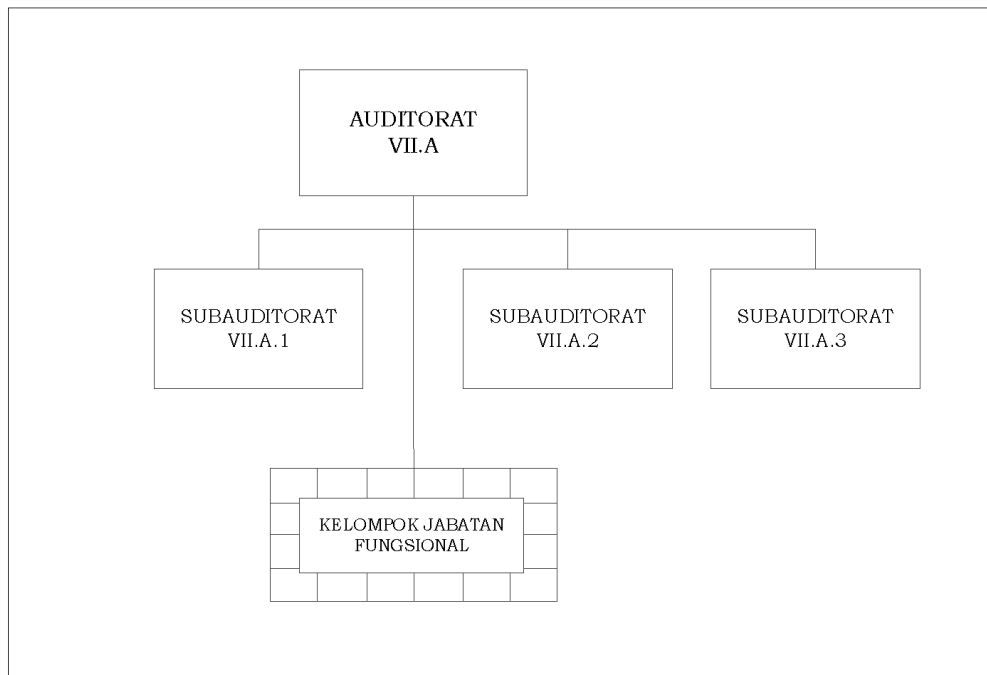 AUDITORAT
VII.A
SUBAUDITORAT
VII.A.1
SUBAUDITORAT
VII.A.2
SUBAUDITORAT
VII.A.3
KELOMPOK JABATAN
FUNGSIONAL